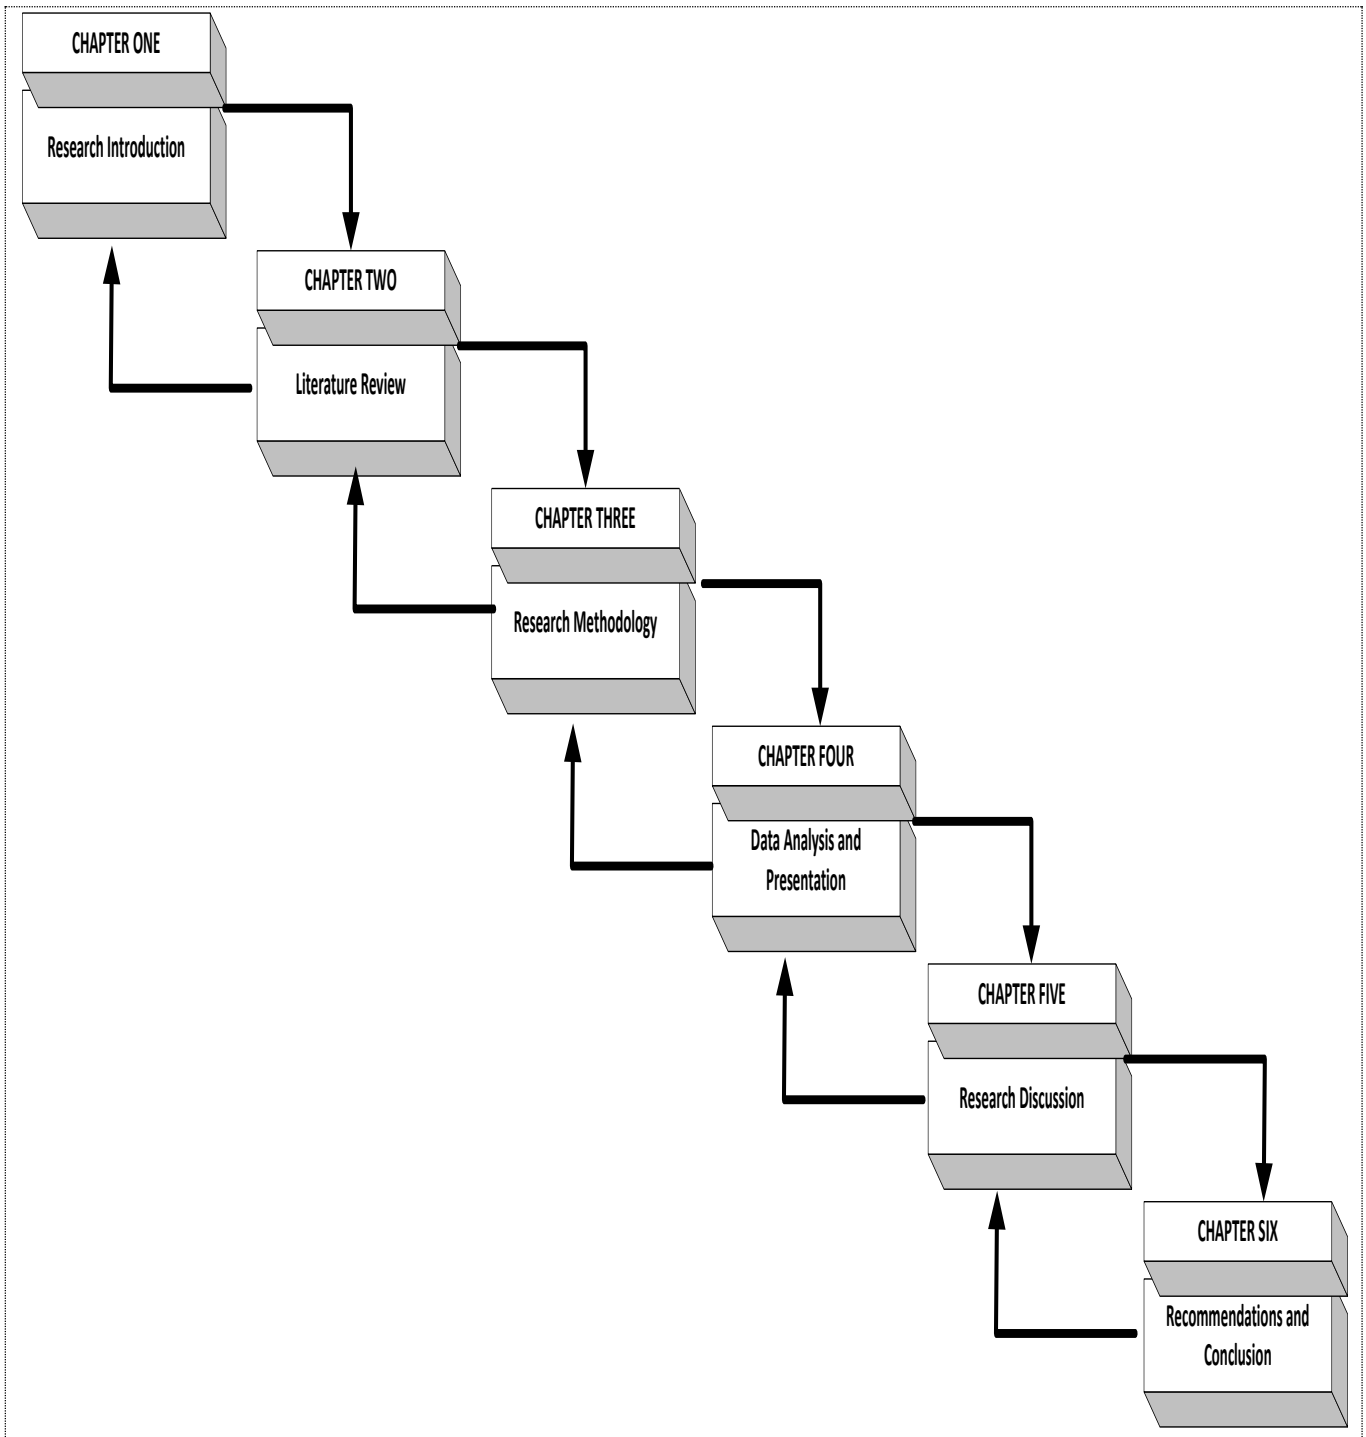 CHAPTER ONE
Research Introduction
CHAPTER TWO
Literature Review
CHAPTER THREE
Research Methodology
CHAPTER FOUR
Data Analysis and
Presentation
CHAPTER FIVE
Research Discussion
CHAPTER SIX
Recommendations and
Conclusion